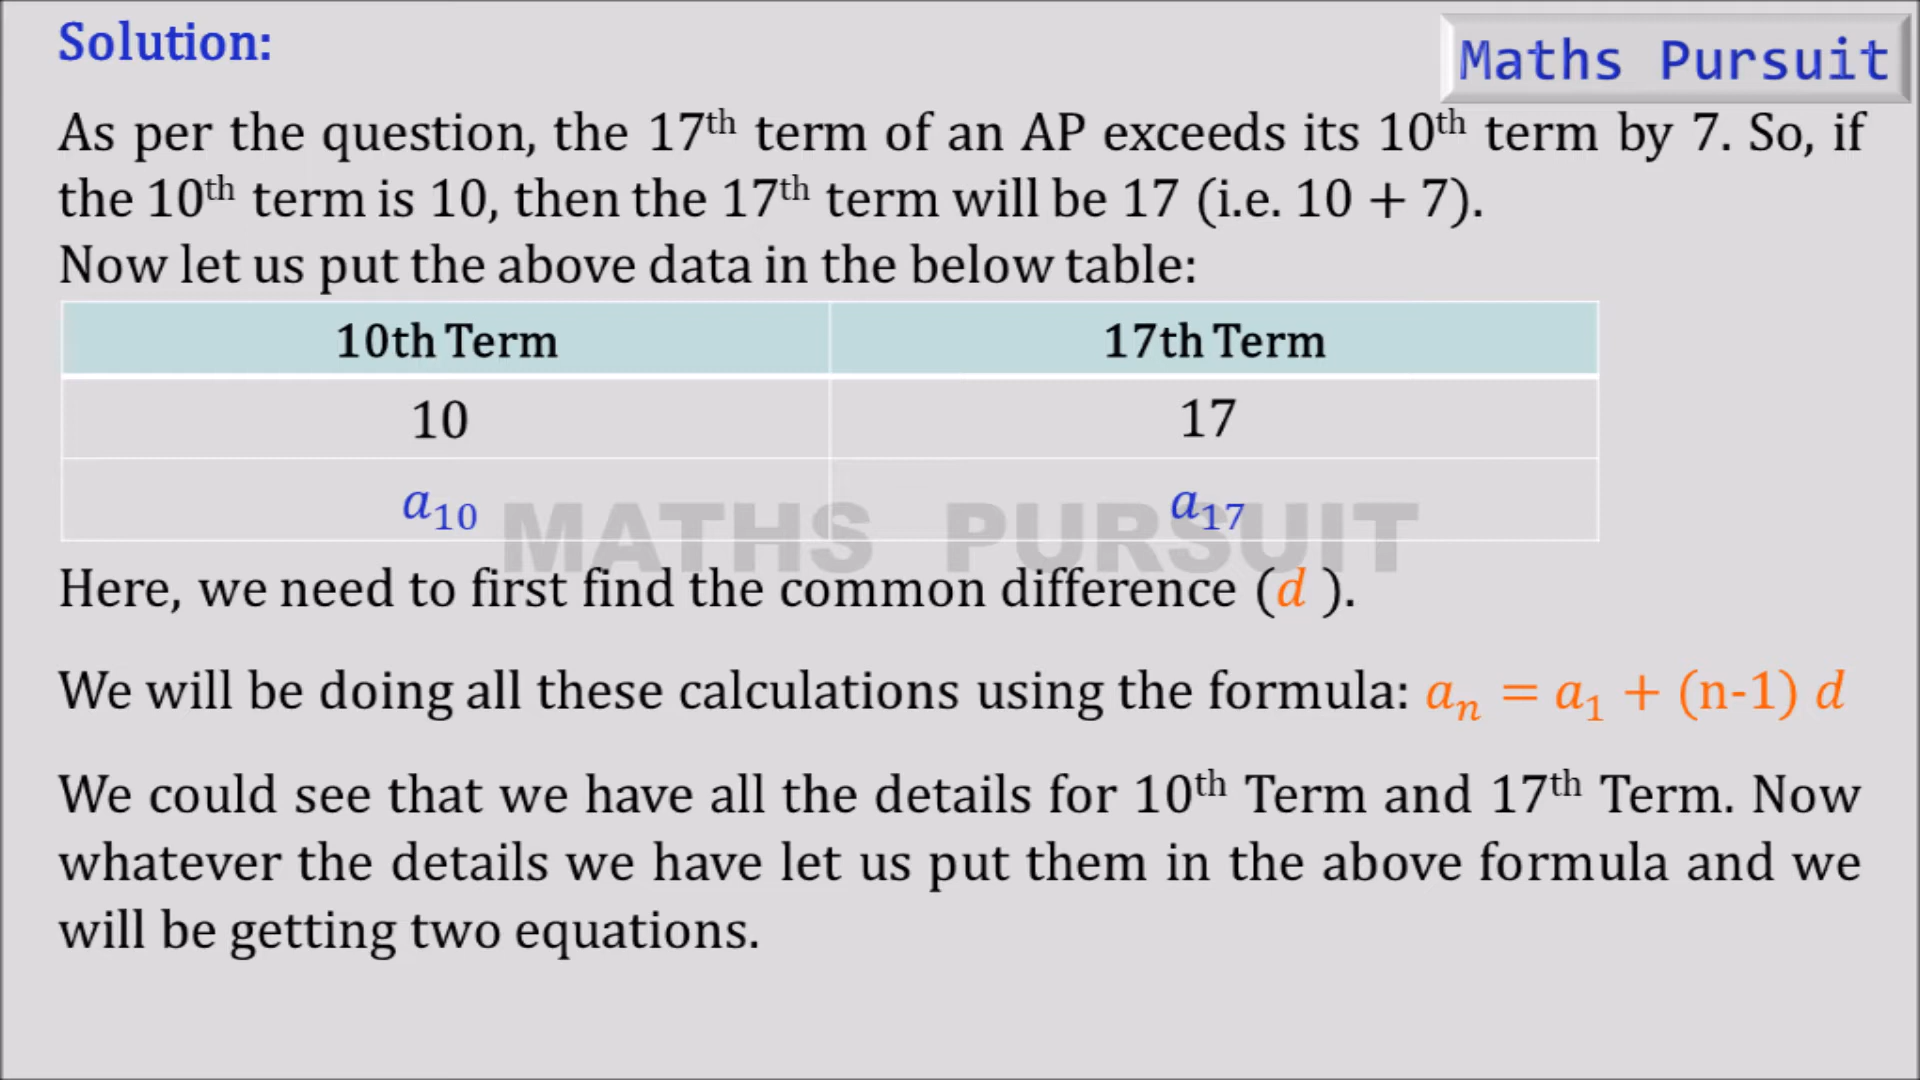 Solution:
Maths Pursuit
As per the question, the 17th term of an AP exceeds its 10th term by 7. So, if
the 10th term is 10, then the 17th term will be 17 (i.e. 10 + 7).
Now let us put the above data in the below table:
10th Term 17th Term
10 17
a10 a17
MATHS PURSUIT
Here, we need to first find the common difference (d ).
We will be doing all these calculations using the formula: an = a1 + (n-1) d
We could see that we have all the details for 10th Term and 17th Term. Now
whatever the details we have let us put them in the above formula and we
will be getting two equations.